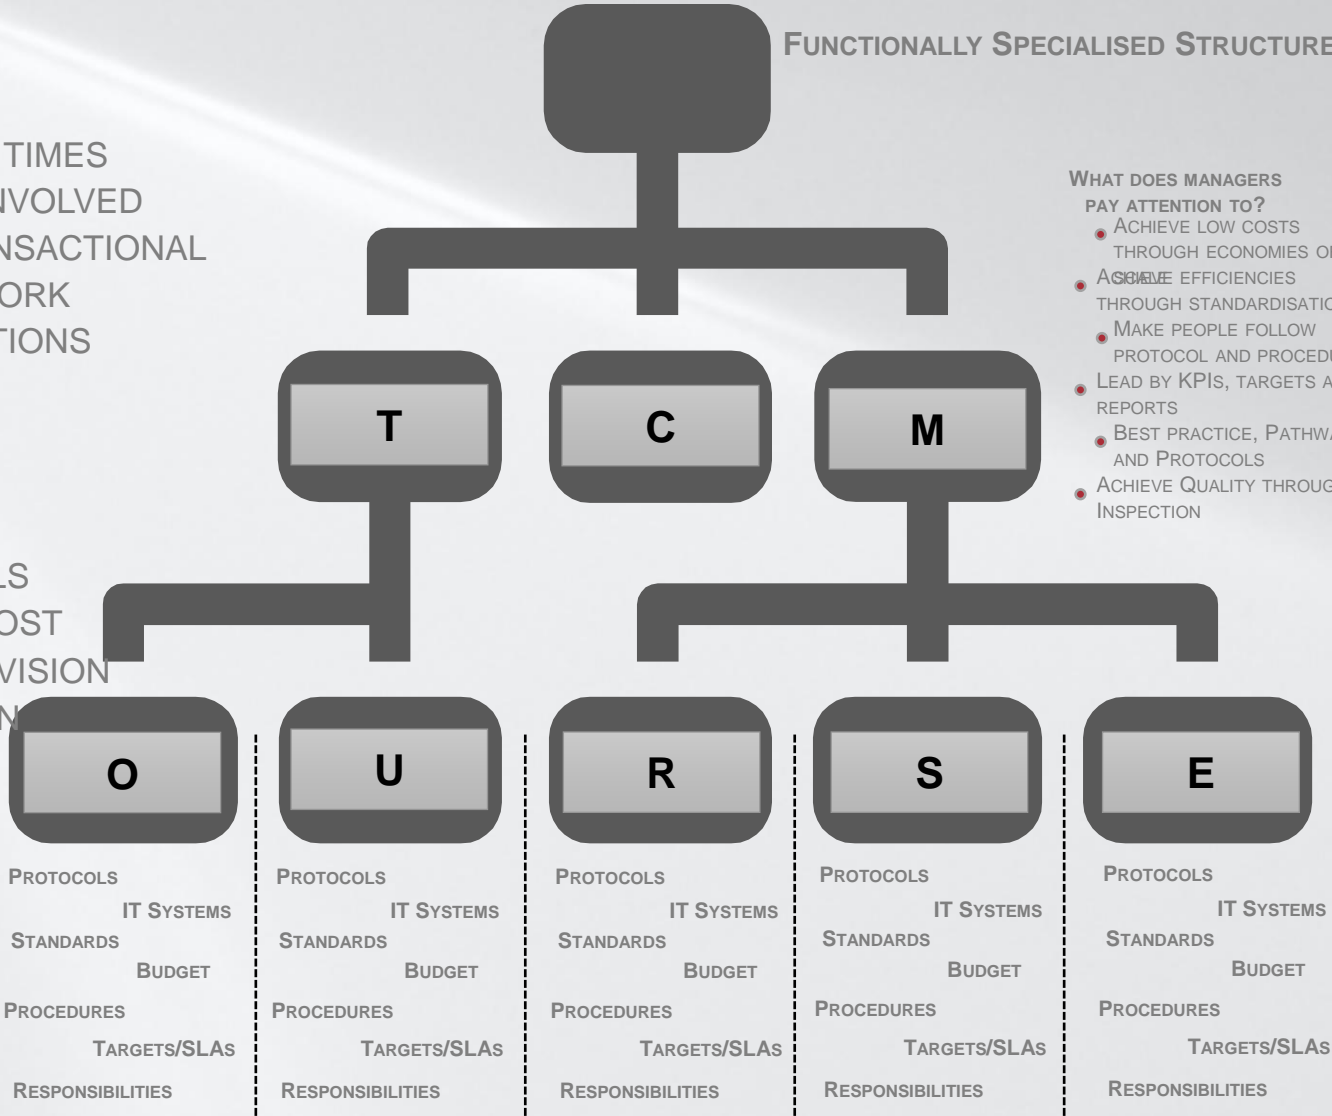 Functionally Specialised Structure
TIMES
NVOLVED
NSACTIONAL
ORK
TIONS
LS
OST
VISION
N
What does managers
pay attention to?
Achieve low costs
through economies of
scale
Achieve efficiencies
through standardisatio
Make people follow
protocol and procedu
Lead by KPIs, targets a
reports
Best practice, Pathwa
and Protocols
Achieve Quality throug
Inspection
T
C
M
O
U
R
S
E
Protocols
IT Systems
Standards
Budget
Procedures
Targets/SLAs
Responsibilities
Protocols
IT Systems
Standards
Budget
Procedures
Targets/SLAs
Responsibilities
Protocols
IT Systems
Standards
Budget
Procedures
Targets/SLAs
Responsibilities
Protocols
IT Systems
Standards
Budget
Procedures
Targets/SLAs
Responsibilities
Protocols
IT Systems
Standards
Budget
Procedures
Targets/SLAs
Responsibilities